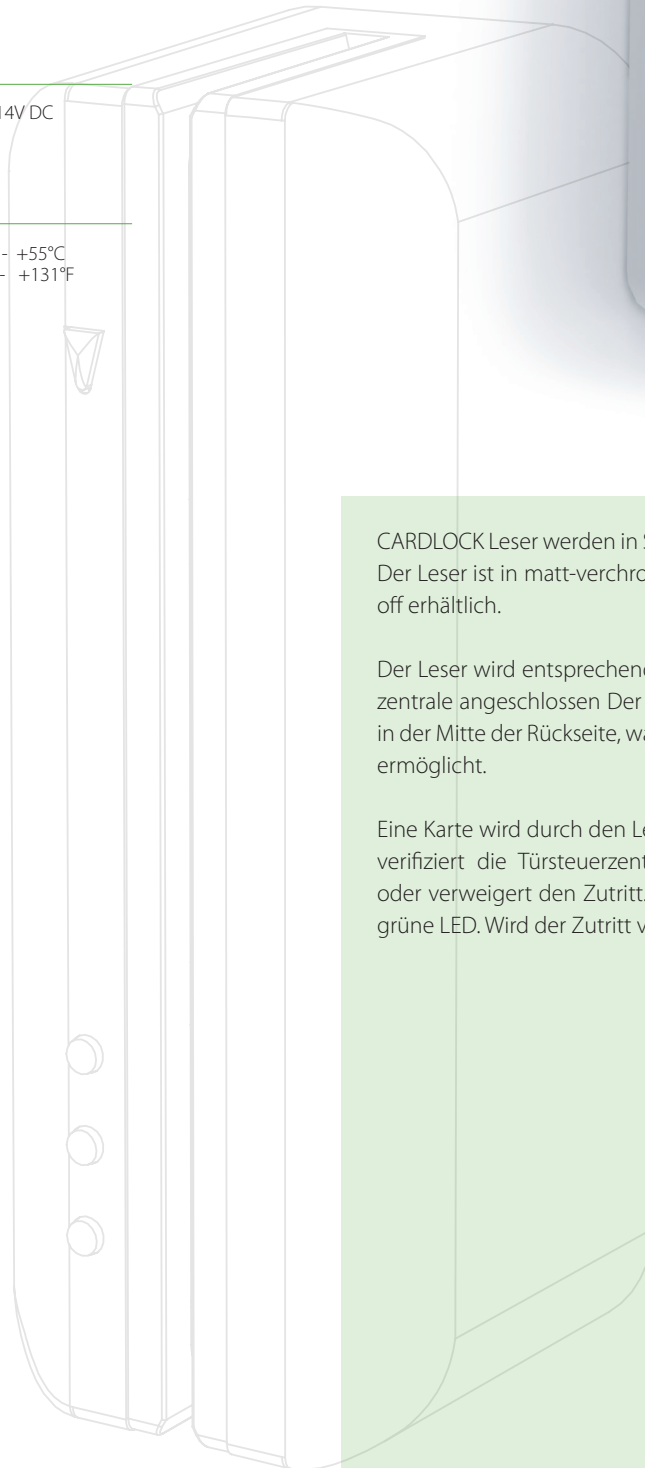 14V DC
- +55°C
- +131°F
CARDLOCK Leser werden in
Der Leser ist in matt-verchro
off erhältlich.
Der Leser wird entsprechen
zentrale angeschlossen Der
in der Mitte der Rückseite, wa
ermöglicht.
Eine Karte wird durch den Le
verifiziert die Türsteuerzent
oder verweigert den Zutritt.
grüne LED. Wird der Zutritt v